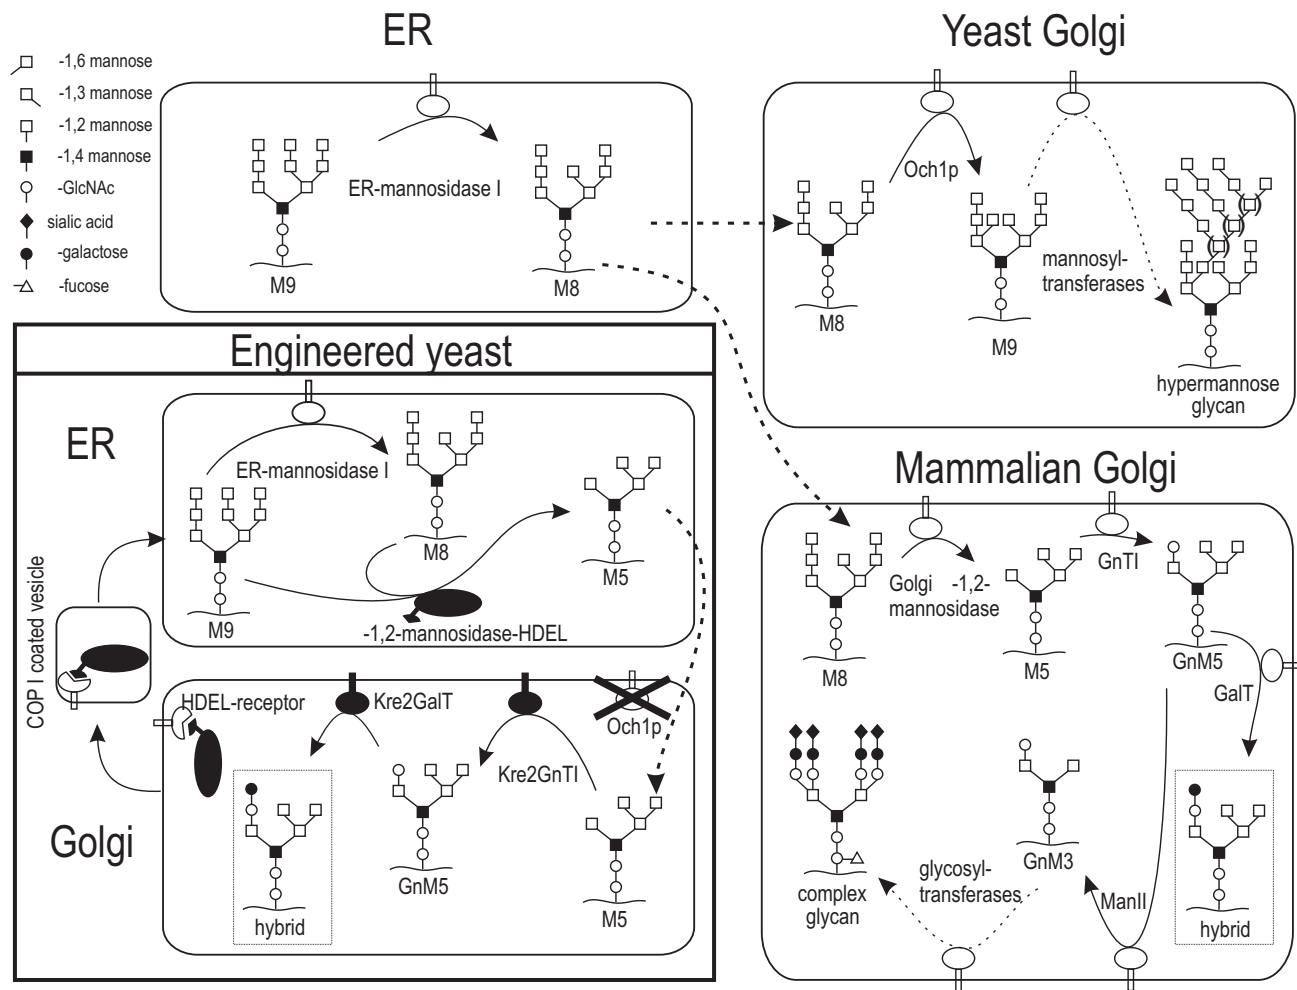 ER
-1,6 mannose
-1,3 mannose
-1,2 mannose
-1,4 mannose
-GlcNAc
sialic acid
-galactose
-fucose
ER-mannosidase I
M9
M8
Yeast Golgi
Och1p
mannosyl-
transferases
M8
M9
hypermannose
glycan
Engineered yeast
ER
ER-mannosidase I
M8
M5
M9
-1,2-mannosidase-HDEL
COP I coated vesicle
HDEL-receptor
Kre2GalT
Och1p
Kre2GnTI
Golgi
GnM5
M5
hybrid
Mammalian Golgi
GnTI
Golgi -1,2-
mannosidase
M8
M5
GnM5
GalT
GnM3
complex
glycan
glycosyl-
transferases
ManII
hybrid